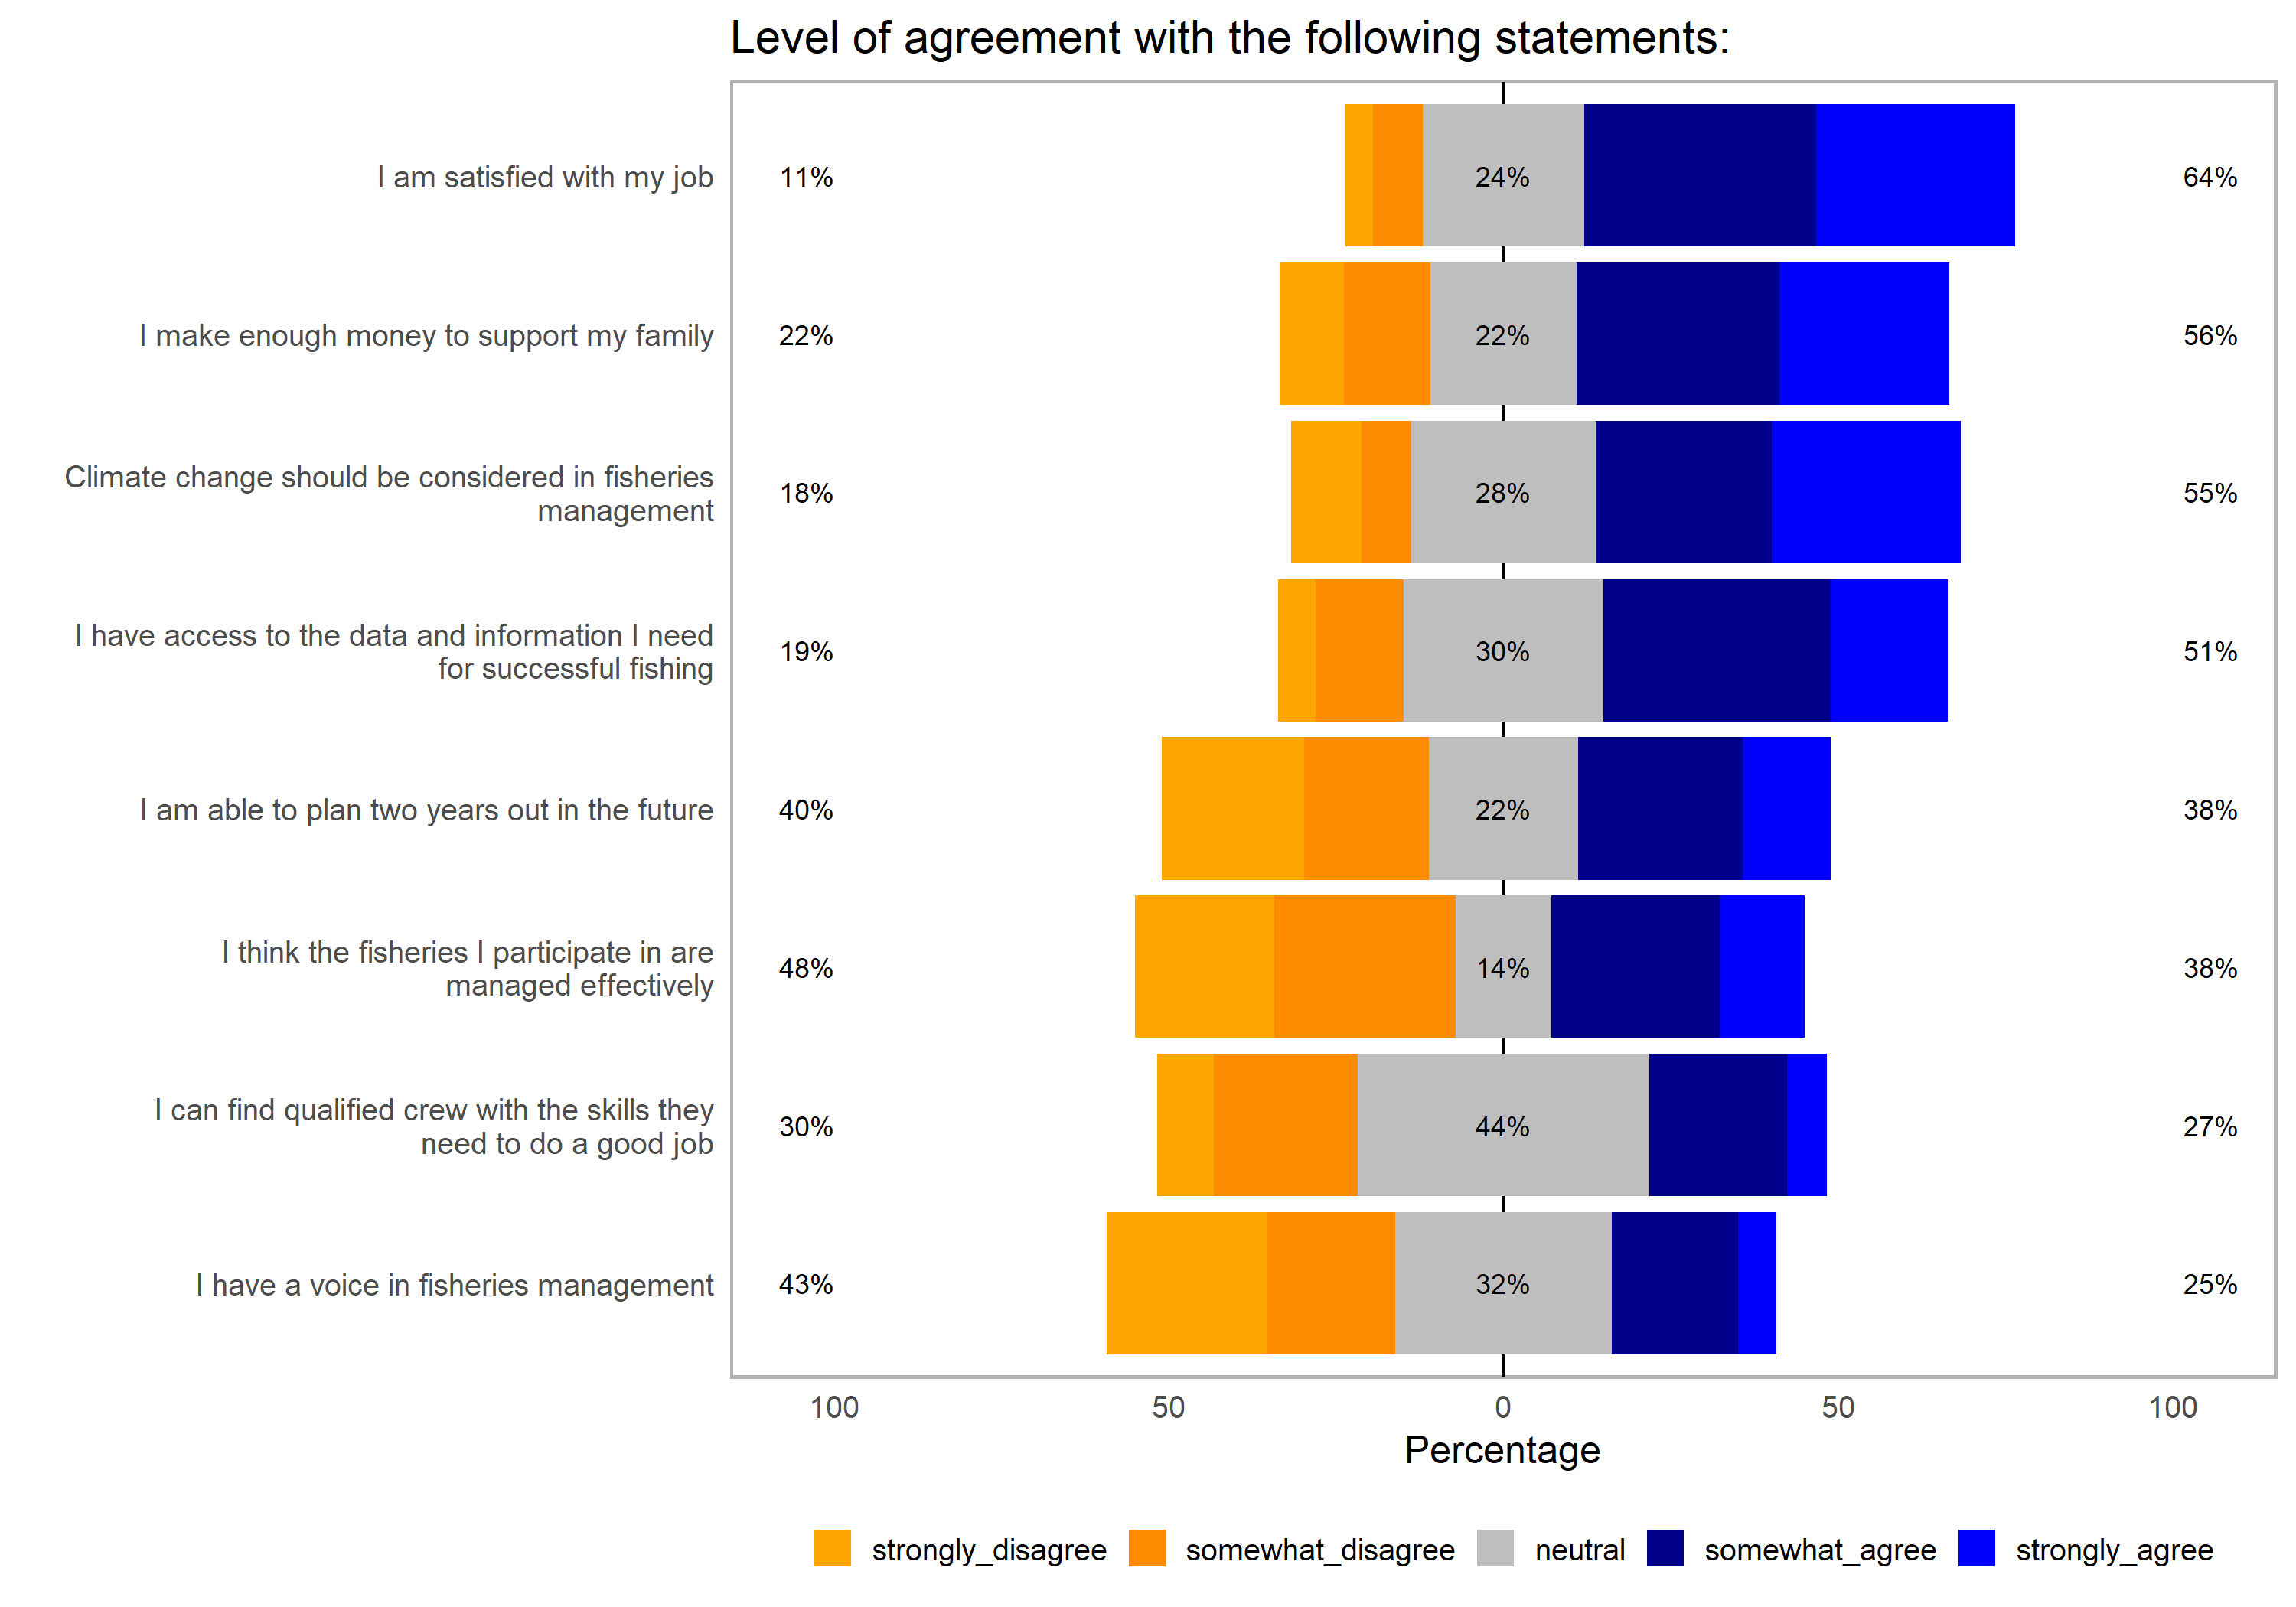 Level of agreement with the following statements:
I am satisfied with my job
11%
24%
64%
I make enough money to support my family
22%
22%
56%
Climate change should be considered in fisheries
management
18%
28%
55%
I have access to the data and information I need
for successful fishing
19%
30%
51%
I am able to plan two years out in the future
40%
22%
38%
I think the fisheries I participate in are
managed effectively
48%
14%
38%
I can find qualified crew with the skills they
need to do a good job
30%
44%
27%
I have a voice in fisheries management
43%
32%
25%
100 50 0 50 100
Percentage
strongly_disagree somewhat_disagree neutral somewhat_agree strongly_agree